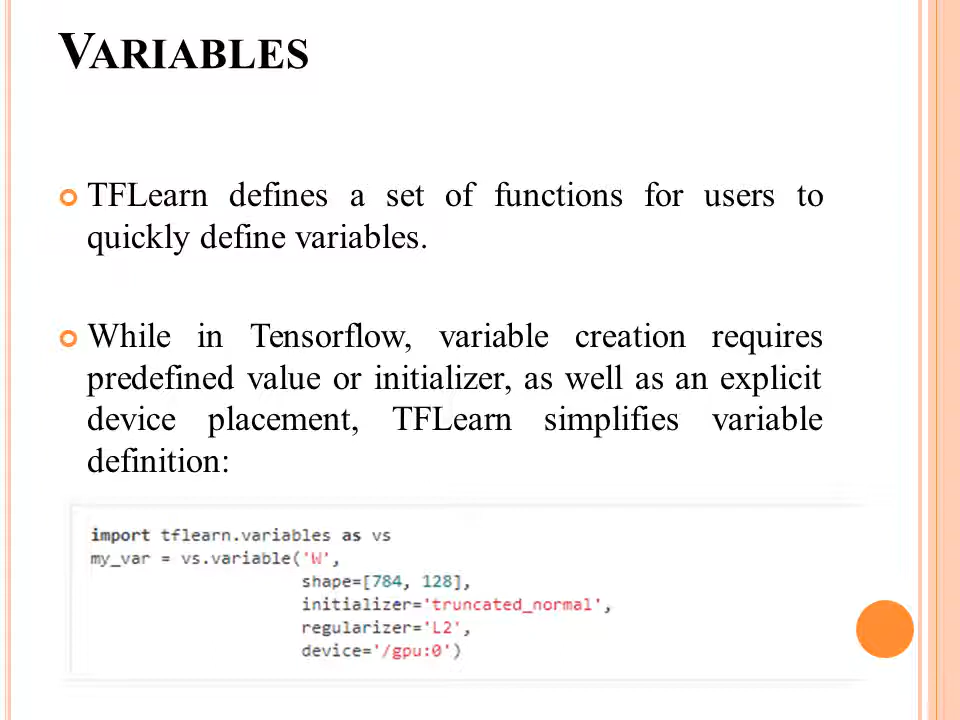 VARIABLES
TFLearn defines a set of functions for users to
quickly define variables.
While in Tensorflow, variable creation requires
predefined value or initializer, as well as an explicit
device placement, TFLearn simplifies variable
definition:
import tflearn.variables as vs
my_var = vs.variable('W',
shape=[784, 128],
initializer='truncated_normal',
regularizer='L2',
device='/gpu:0')